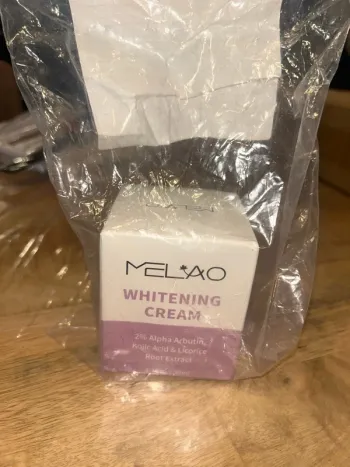 MELAO
WHITENING
CREAM
2% Alpha Arbutin,
Kojic Acid & Licorice
Root Extract